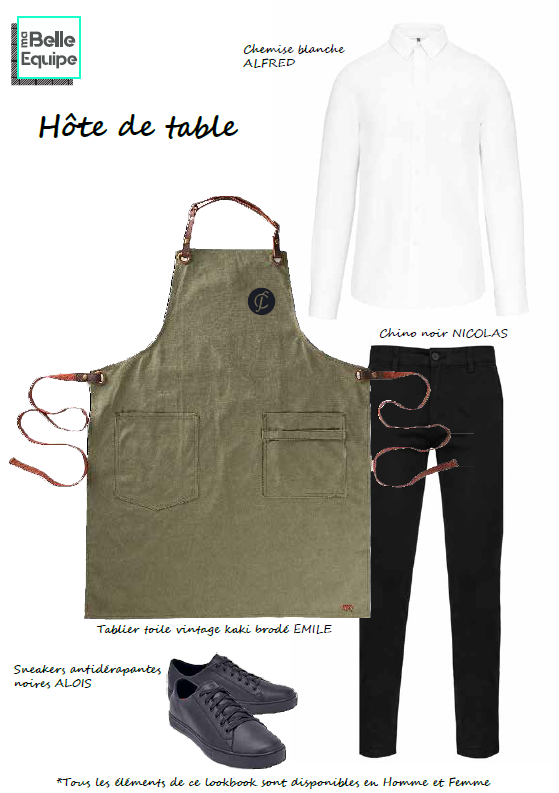 ma
Belle
Equipe
Chemise blanche
ALFRED
Hôte de table
Chino noir NICOLAS
Tablier toile vintage kaki brodé EMILE
Sneakers antidérapantes
noires ALOIS
*Tous les éléments de ce lookbook sont disponibles en Homme et Femme